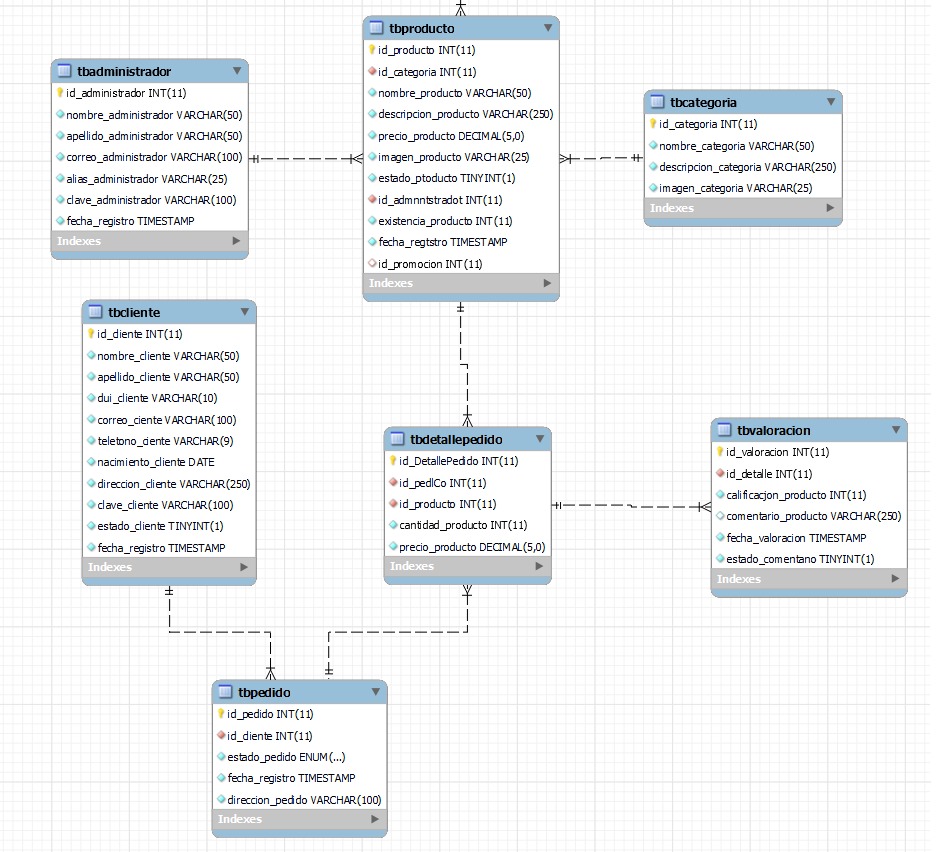 tbproducto
id_producto INT(11)
id_categoria INT(11)
nombre_producto VARCHAR(50)
descripcion_producto VARCHAR(250)
precio_producto DECIMAL(5,0)
imagen_producto VARCHAR(25)
estado_ptoducto TINYINT(1)
id_admnntstradot INT(11)
existencia_producto INT(11)
fecha_regtstro TIMESTAMP
id_promocion INT(11)
Indexes
tbadministrador
id_administrador INT(11)
nombre_administrador VARCHAR(50)
apellido_administrador VARCHAR(50)
correo_administrador VARCHAR(100)
alias_administrador VARCHAR(25)
clave_administrador VARCHAR(100)
fecha_registro TIMESTAMP
Indexes
tbcategoria
id_categoria INT(11)
nombre_categoria VARCHAR(50)
descripcion_categoria VARCHAR(250)
imagen_categoria VARCHAR(25)
Indexes
tbcliente
id_diente INT(11)
nombre_cliente VARCHAR(50)
apellido_cliente VARCHAR(50)
dui_cliente VARCHAR(10)
correo_ciente VARCHAR(100)
teletono_ciente VARCHAR(9)
nacimiento_cliente DATE
direccion_cliente VARCHAR(250)
clave_cliente VARCHAR(100)
estado_cliente TINYINT(1)
fecha_registro TIMESTAMP
Indexes
tbdetallepedido
id_DetallePedido INT(11)
id_pedlCo INT(11)
id_producto INT(11)
cantidad_producto INT(11)
precio_producto DECIMAL(5,0)
Indexes
tbvaloracion
id_valoracion INT(11)
id_detalle INT(11)
calificacjon_producto INT(11)
comentario_producto VARCHAR(250)
fecha_valoracion TIMESTAMP
estado_comentano TINYINT(1)
Indexes
tbpedido
id_pedido INT(11)
id_diente INT(11)
estado_pedido ENUM(...)
fecha_registro TIMESTAMP
direccion_pedido VARCHAR(100)
Indexes